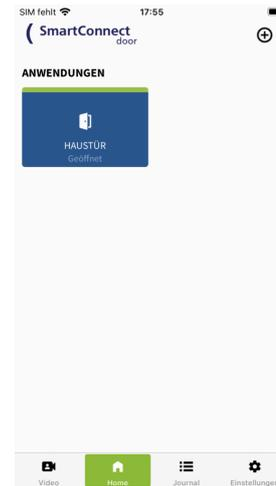 SIM fehlt 17:55
SmartConnect
door
ANWENDUNGEN
HAUSTÜR
Geöffnet
Video Home Journal Einstellungen